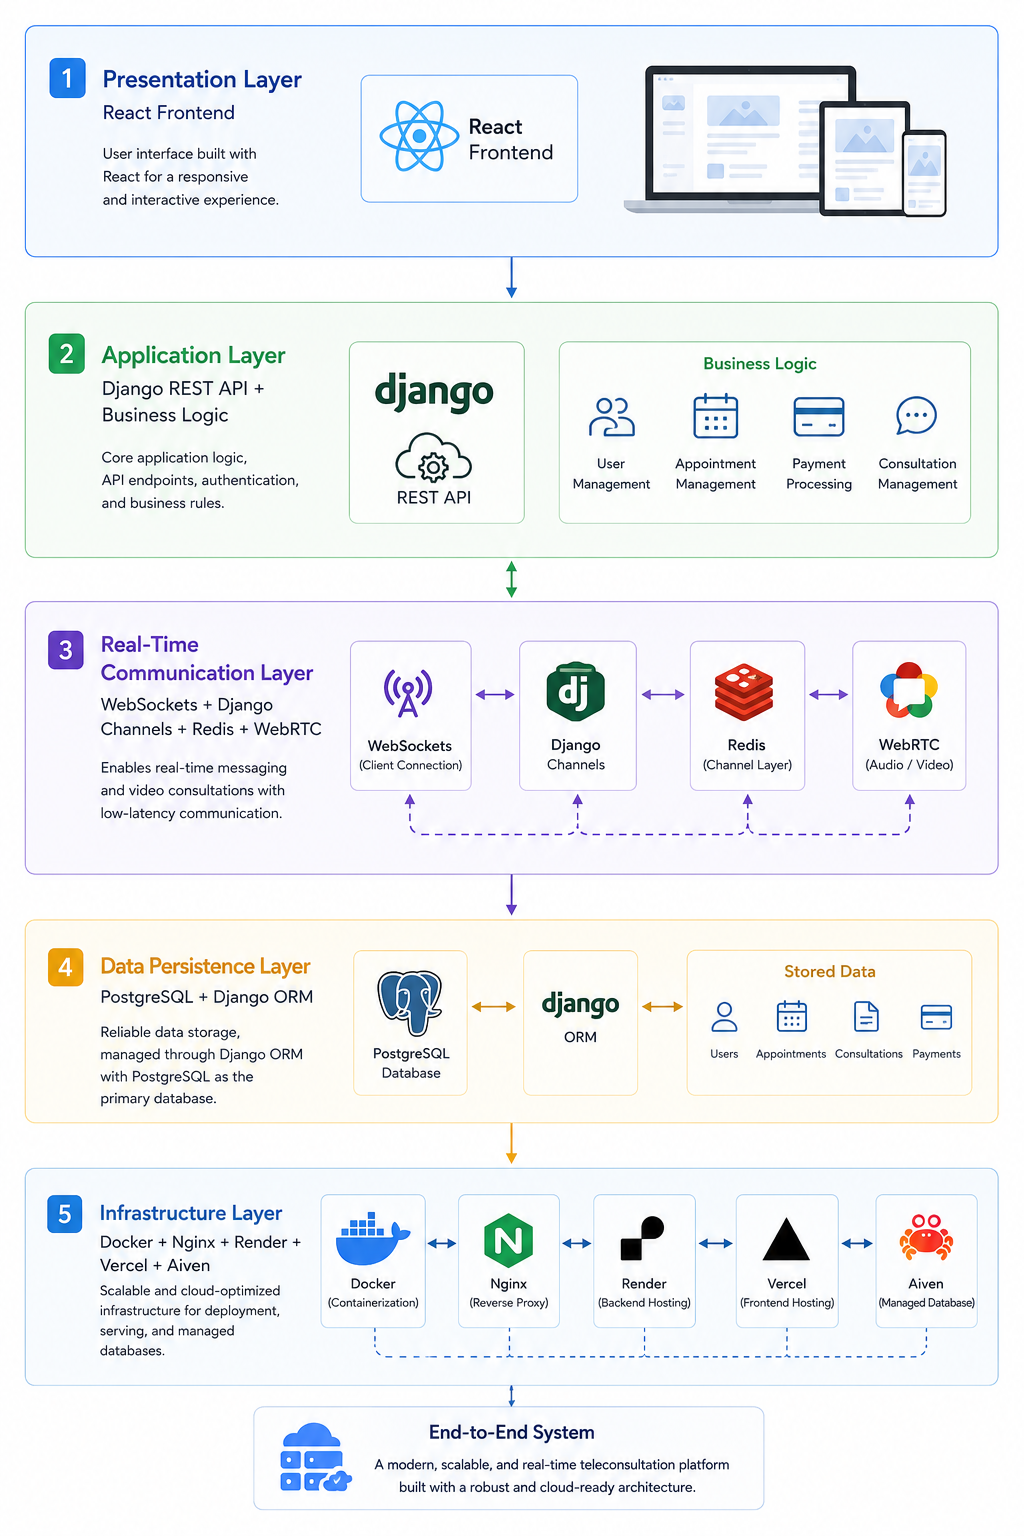 1
Presentation Layer
React Frontend
User interface built with
React for a responsive
and interactive experience.
React
Frontend
2
Application Layer
Django REST API +
Business Logic
Core application logic,
API endpoints, authentication,
and business rules.
django
REST API
Business Logic
User
Management
Appointment
Management
Payment
Processing
Consultation
Management
3
Real-Time
Communication Layer
WebSockets + Django
Channels + Redis + WebRTC
Enables real-time messaging
and video consultations with
low-latency communication.
WebSockets
(Client Connection)
dj
Django
Channels
Redis
(Channel Layer)
WebRTC
(Audio / Video)
4
Data Persistence Layer
PostgreSQL + Django ORM
Reliable data storage,
managed through Django ORM
with PostgreSQL as the
primary database.
PostgreSQL
Database
django
ORM
Stored Data
Users
Appointments
Consultations
Payments
5
Infrastructure Layer
Docker + Nginx + Render +
Vercel + Aiven
Scalable and cloud-optimized
infrastructure for deployment,
serving, and managed
databases.
Docker
(Containerization)
N
Nginx
(Reverse Proxy)
Render
(Backend Hosting)
Vercel
(Frontend Hosting)
Aiven
(Managed Database)
End-to-End System
A modern, scalable, and real-time teleconsultation platform
built with a robust and cloud-ready architecture.